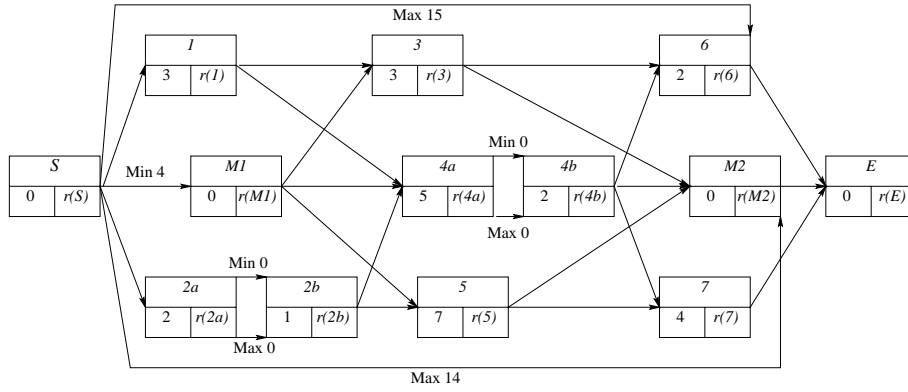 Max 15
1
3 r(1)
3
3 r(3)
6
2 r(6)
S
0 r(S)
Min 4
M1
0 r(M1)
4a
5 r(4a)
Min 0
Max 0
4b
2 r(4b)
M2
0 r(M2)
E
0 r(E)
2a
2 r(2a)
Min 0
Max 0
2b
1 r(2b)
5
7 r(5)
7
4 r(7)
Max 14